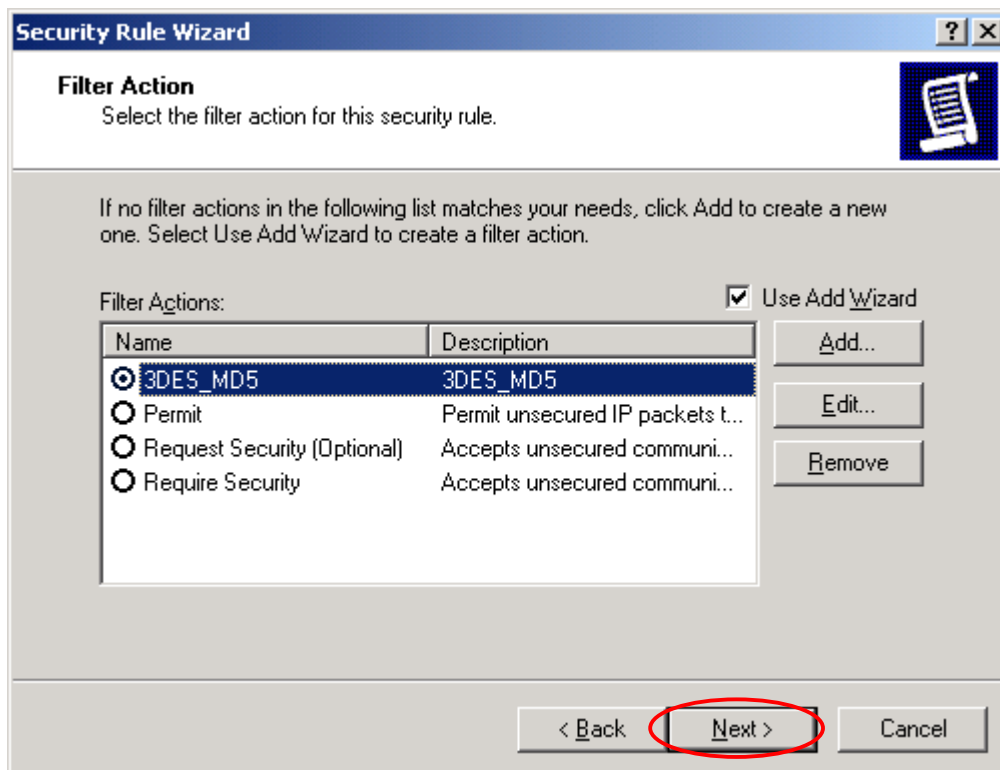 Security Rule Wizard
Filter Action
Select the filter action for this security rule.
If no filter actions in the following list matches your needs, click Add to create a new
one. Select Use Add Wizard to create a filter action.
Filter Actions:
Use Add Wizard
Name Description
3DES_MD5 3DES_MD5
Permit Permit unsecured IP packets t...
Request Security (Optional) Accepts unsecured communi...
Require Security Accepts unsecured communi...
Add...
Edit...
Remove
< Back Next > Cancel